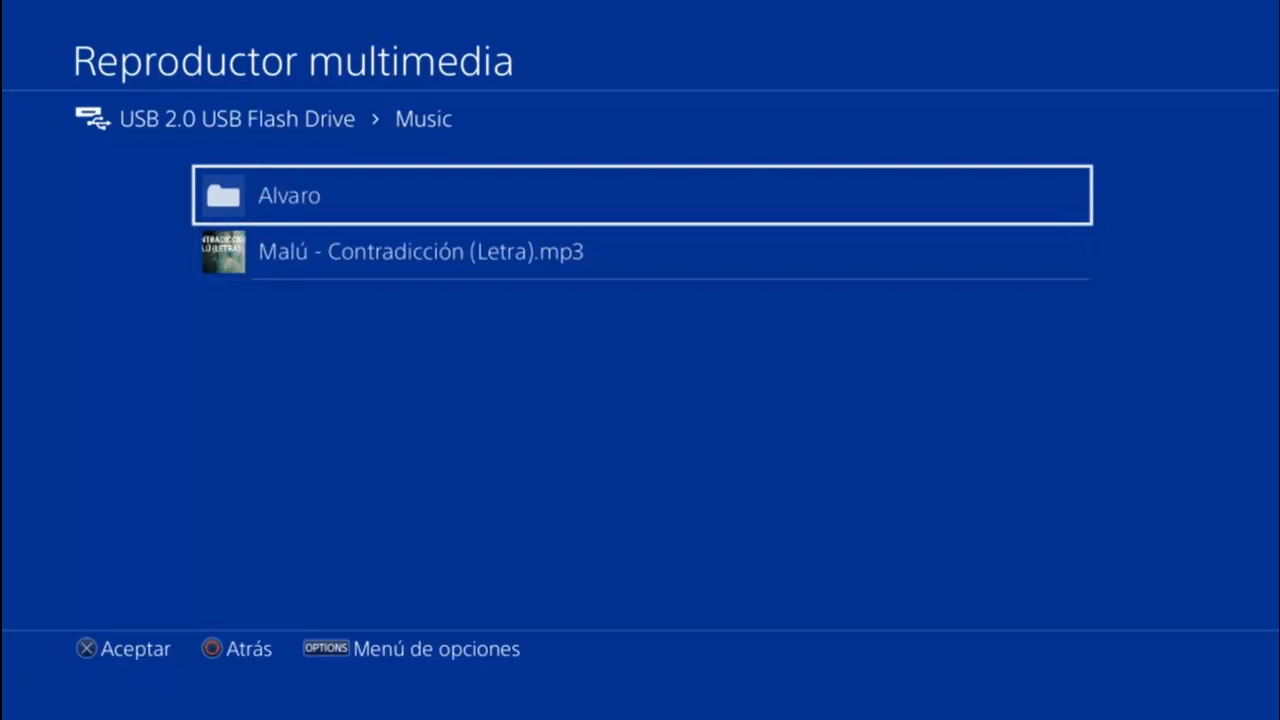 Reproductor multimedia
USB 2.0 USB Flash Drive > Music
Alvaro
Malú - Contradicción (Letra).mp3
Aceptar Atrás OPTIONS Menú de opciones